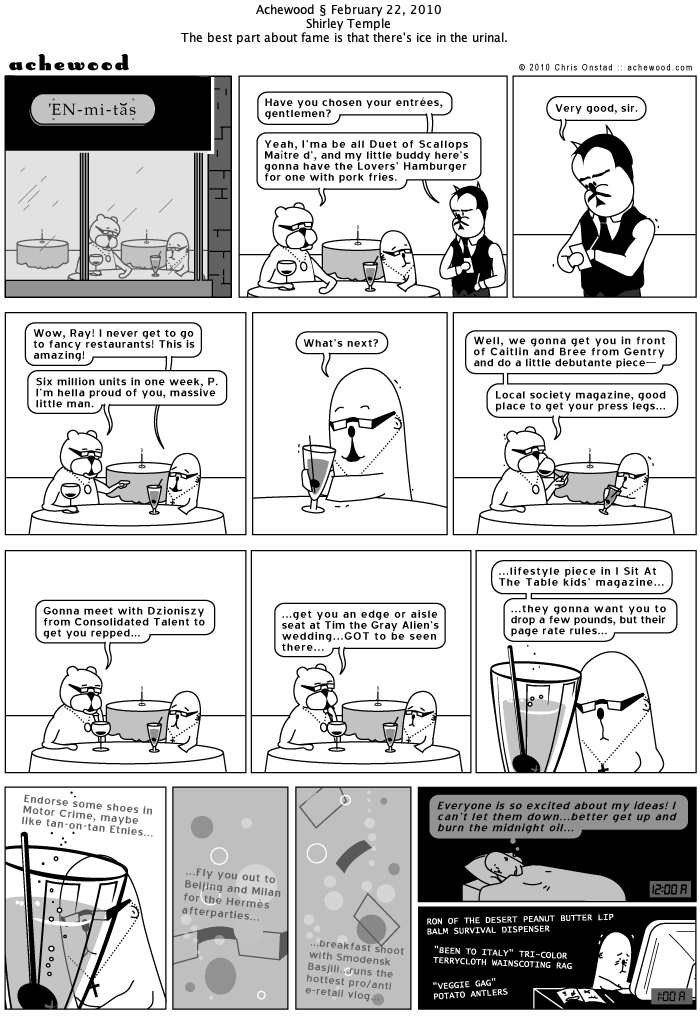 Achewood § February 22, 2010
Shirley Temple
The best part about fame is that there's ice in the urinal.
achewood
© 2010 Chris Onstad :: achewood.com
'EN-mi-tăs
Have you chosen your entrées,
gentlemen?
Yeah, I'ma be all Duet of Scallops
Maître d', and my little buddy here's
gonna have the Lovers' Hamburger
for one with pork fries.
Very good, sir.
Wow, Ray! I never get to go
to fancy restaurants! This is
amazing!
Six million units in one week, P.
I'm hella proud of you, massive
little man.
What's next?
Well, we gonna get you in front
of Caitlin and Bree from Gentry
and do a little debutante piece—
Local society magazine, good
place to get your press legs...
Gonna meet with Dzioniszy
from Consolidated Talent to
get you repped...
...get you an edge or aisle
seat at Tim the Gray Alien's
wedding...GOT to be seen
there...
...lifestyle piece in I Sit At
The Table kids' magazine...
...they gonna want you to
drop a few pounds, but their
page rate rules...
Endorse some shoes in
Motor Crime, maybe
like tan-on-tan Etnies...
...Fly you out to
Beijing and Milan
for the Hermès
afterparties...
...breakfast shoot
with Smodensk
Basjili...runs the
hottest pro/anti
e-retail vlog...
Everyone is so excited about my ideas! I
can't let them down...better get up and
burn the midnight oil...
12:00 A
RON OF THE DESERT PEANUT BUTTER LIP
BALM SURVIVAL DISPENSER
"BEEN TO ITALY" TRI-COLOR
TERRYCLOTH WAINSCOTING RAG
"VEGGIE GAG"
POTATO ANTLERS
1:00 A